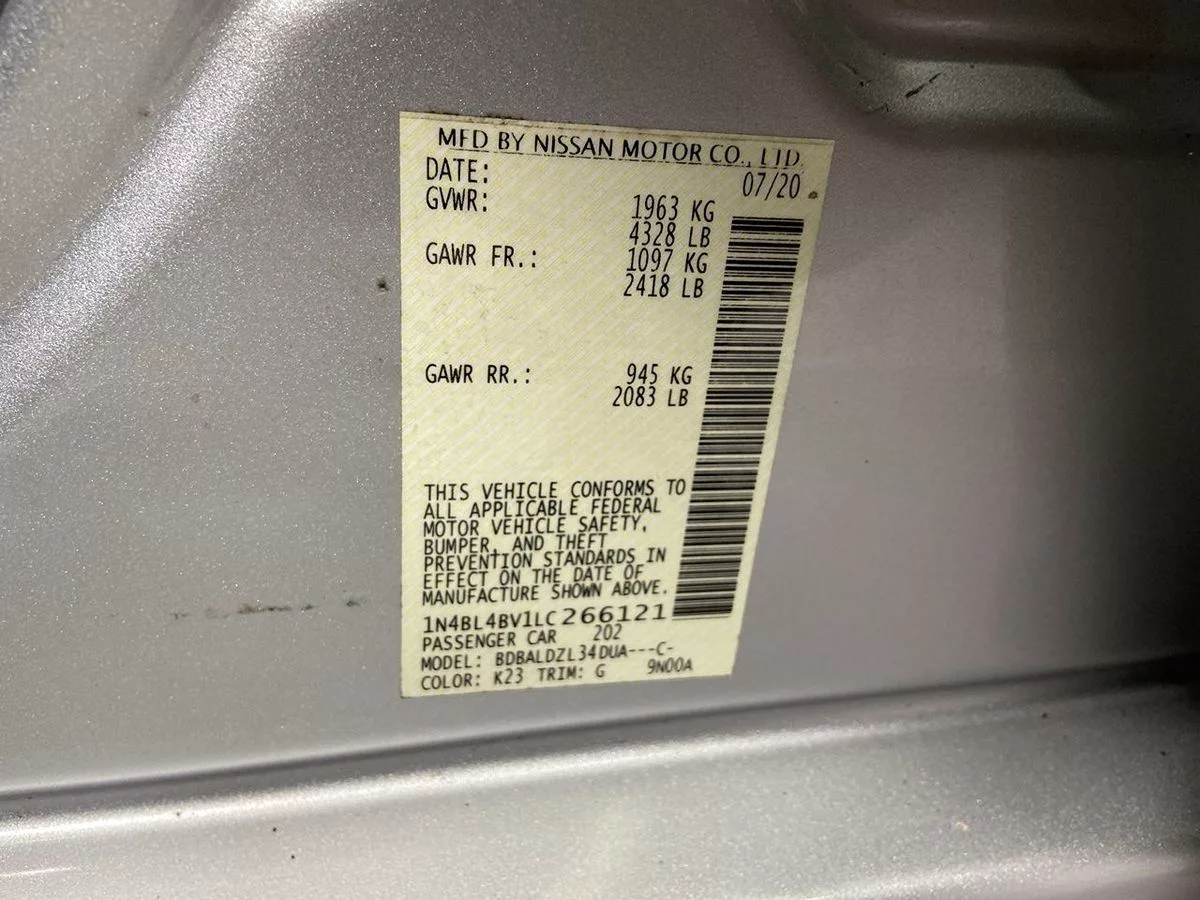 MFD BY NISSAN MOTOR CO., LTD.
DATE: 07/20
GVWR: 1963 KG
4328 LB
GAWR FR.: 1097 KG
2418 LB
GAWR RR.: 945 KG
2083 LB
THIS VEHICLE CONFORMS TO
ALL APPLICABLE FEDERAL
MOTOR VEHICLE SAFETY,
BUMPER, AND THEFT
PREVENTION STANDARDS IN
EFFECT ON THE DATE OF
MANUFACTURE SHOWN ABOVE.
1N4BL4BV1LC266121
PASSENGER CAR 202
MODEL: BDBALDZL34DUA---C-
COLOR: K23 TRIM: G 9N00A